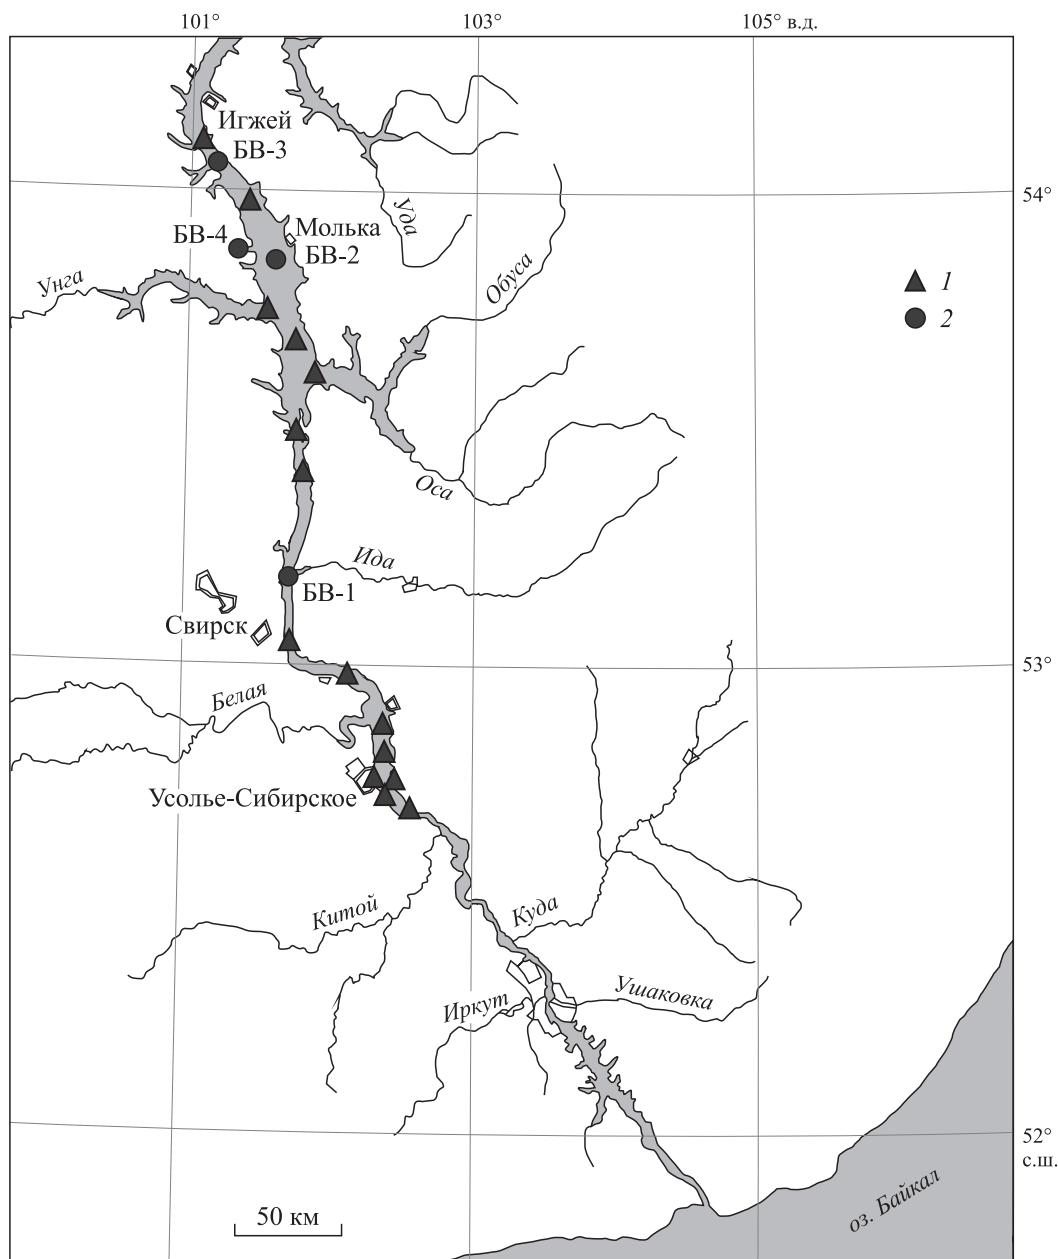 101°
103°
105° в.д.
Игжей
БВ-3
54°
Уда
Молька
БВ-4
БВ-2
Обуса
Унга
1
2
Оса
Ида
БВ-1
Свирск
53°
Белая
Усолье-Сибирское
Китой
Куда
Ушаковка
Иркут
52°
с.ш.
оз. Байкал
50 км